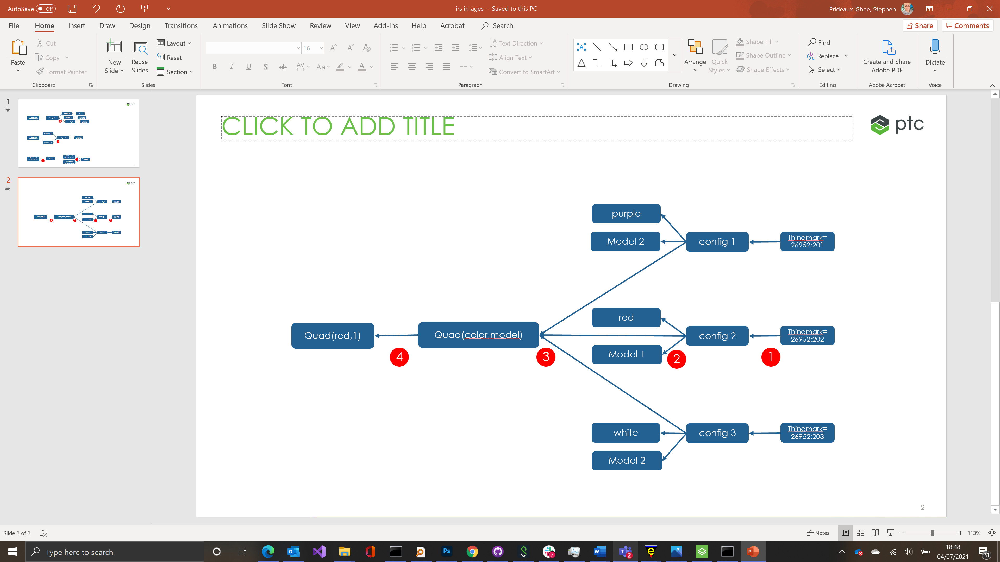 AutoSave Off
irs images - Saved to this PC
Prideaux-Ghee, Stephen
File Home Insert Draw Design Transitions Animations Slide Show Review View Add-ins Help Acrobat Search
Share Comments
Paste
Cut
Copy
Format Painter
Clipboard
New
Slide
Reuse
Slides
Layout
Reset
Section
Slides
16
Font
Text Direction
Align Text
Convert to SmartArt
Paragraph
Arrange
Quick
Styles
Shape Fill
Shape Outline
Shape Effects
Drawing
Find
Replace
Select
Editing
Create and Share
Adobe PDF
Adobe Acrobat
Dictate
Voice
1
2
CLICK TO ADD TITLE
ptc
purple
Model 2
config 1
Thingmark=
26952:201
red
Quad(red,1)
Quad(color,model)
config 2
Thingmark=
26952:202
Model 1
4
3
2
1
white
config 3
Thingmark=
26952:203
Model 2
2
Slide 2 of 2
Notes
113%
Type here to search
18:48
04/07/2021
31